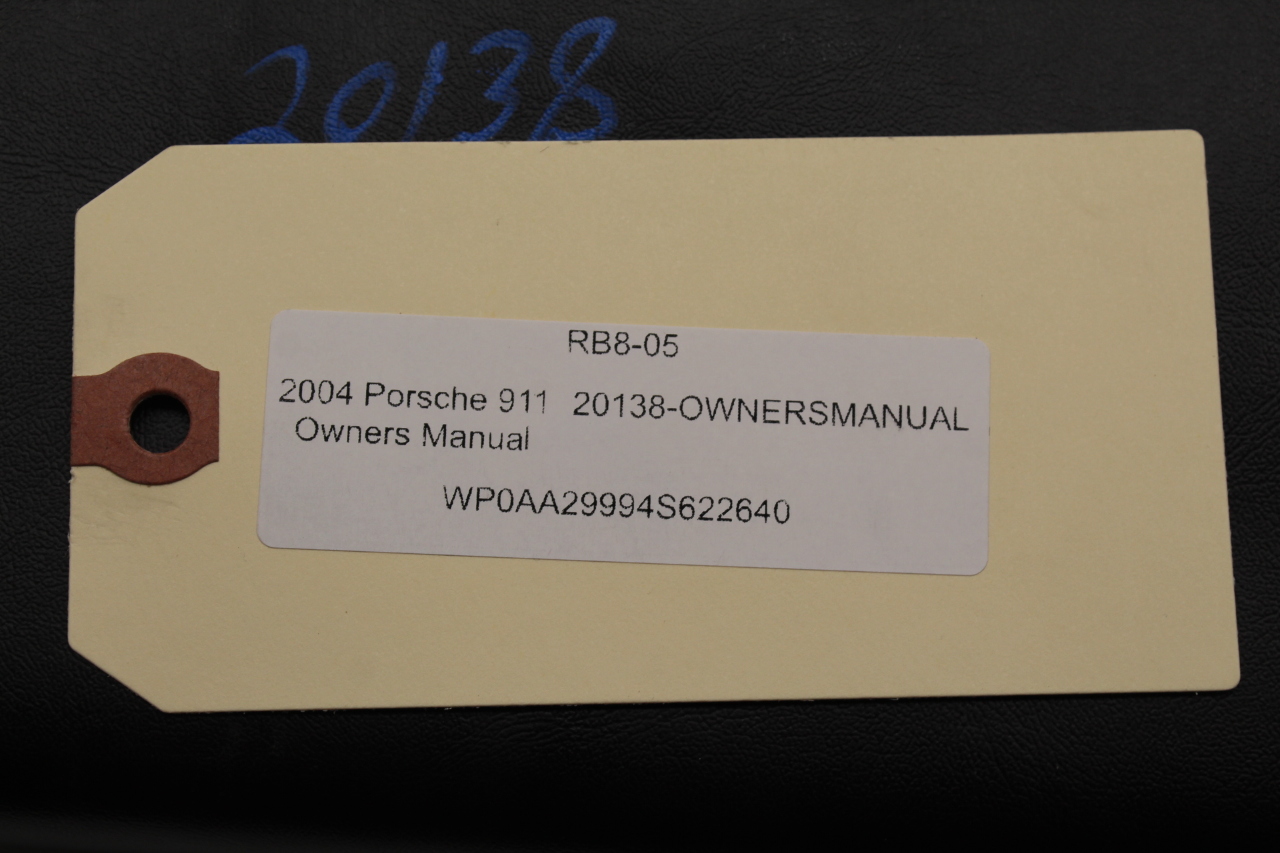 20138
RB8-05
2004 Porsche 911 20138-OWNERSMANUAL
Owners Manual
WP0AA29994S622640